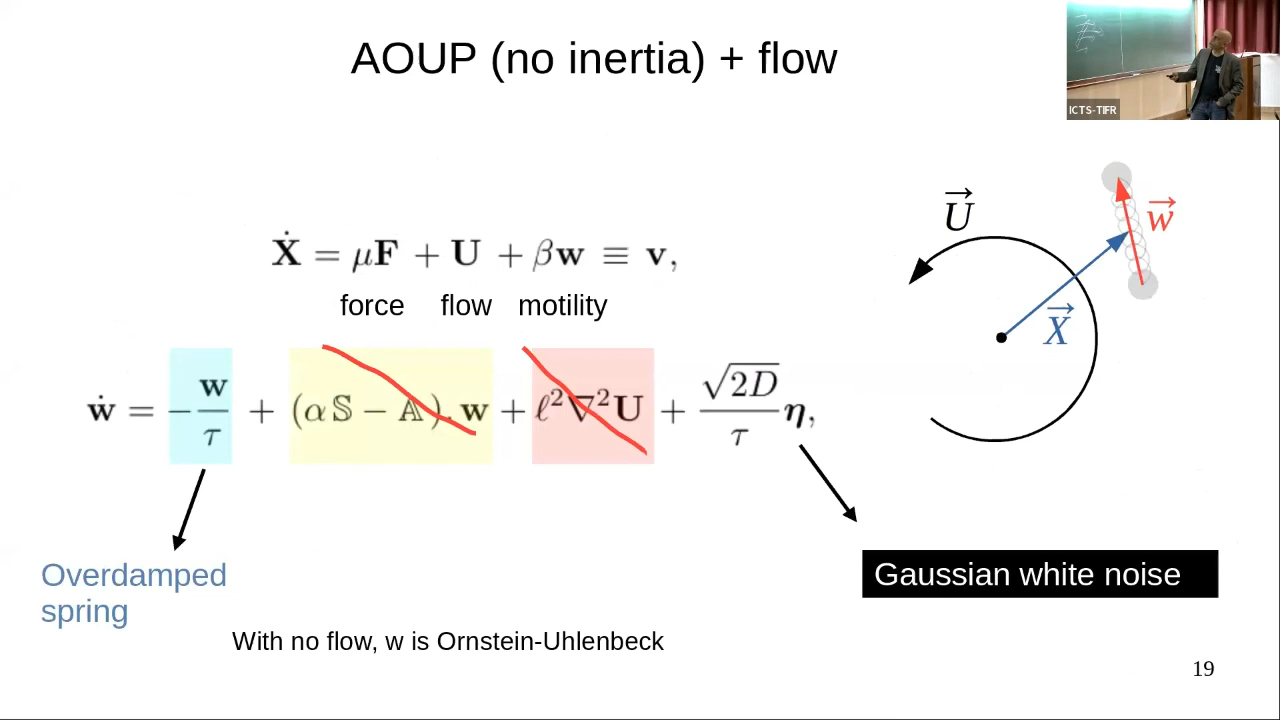 AOUP (no inertia) + flow
ICTS-TIFR
Ẋ = μF + U + βw ≡ v,
force flow motility
ẇ = −w/τ + (α𝕊 − 𝔸).w + ℓ²∇²U + √2D/τ η,
U⃗
w⃗
X⃗
Overdamped
spring
Gaussian white noise
With no flow, w is Ornstein-Uhlenbeck
19